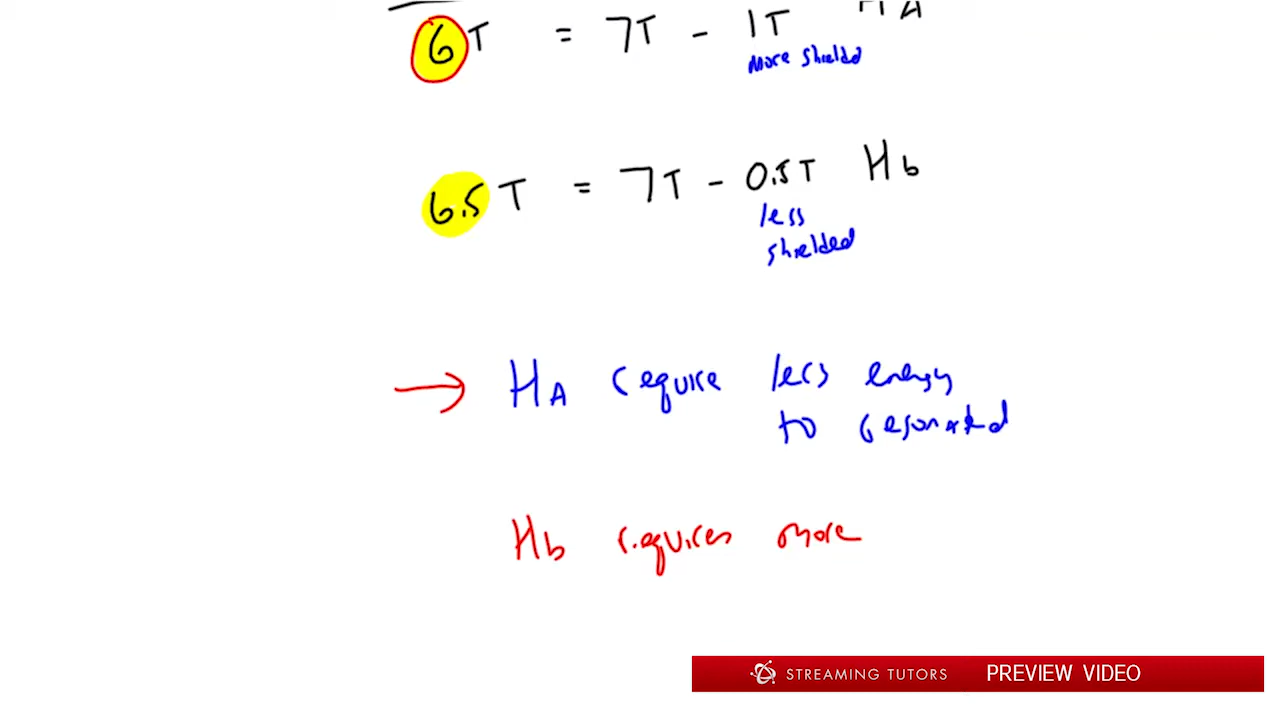 6T = 7T - 1T HA
more shielded
6.5T = 7T - 0.5T Hb
less
shielded
→ HA require less energy
to resonated
Hb requires more
STREAMING TUTORS PREVIEW VIDEO